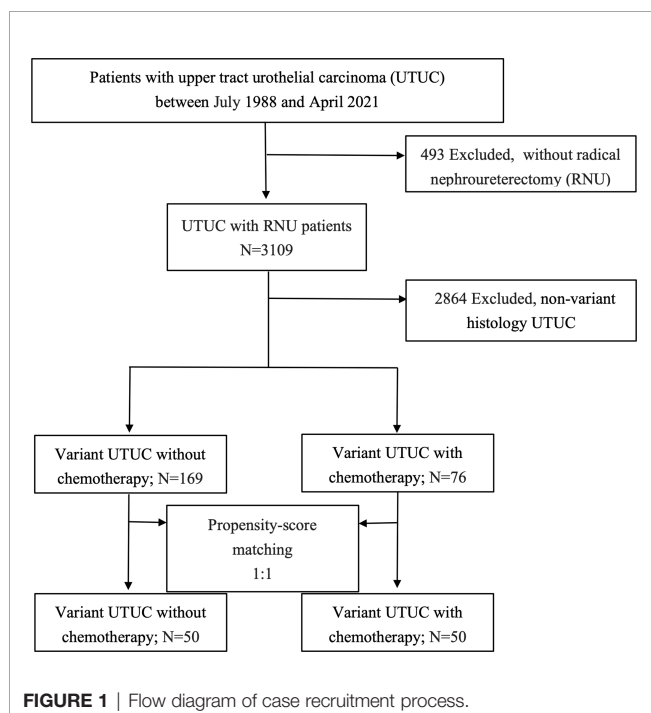 Patients with upper tract urothelial carcinoma (UTUC)
between July 1988 and April 2021
493 Excluded, without radical
nephroureterectomy (RNU)
UTUC with RNU patients
N=3109
2864 Excluded, non-variant
histology UTUC
Variant UTUC without
chemotherapy; N=169
Variant UTUC with
chemotherapy; N=76
Propensity-score
matching
1:1
Variant UTUC without
chemotherapy; N=50
Variant UTUC with
chemotherapy; N=50
FIGURE 1 | Flow diagram of case recruitment process.